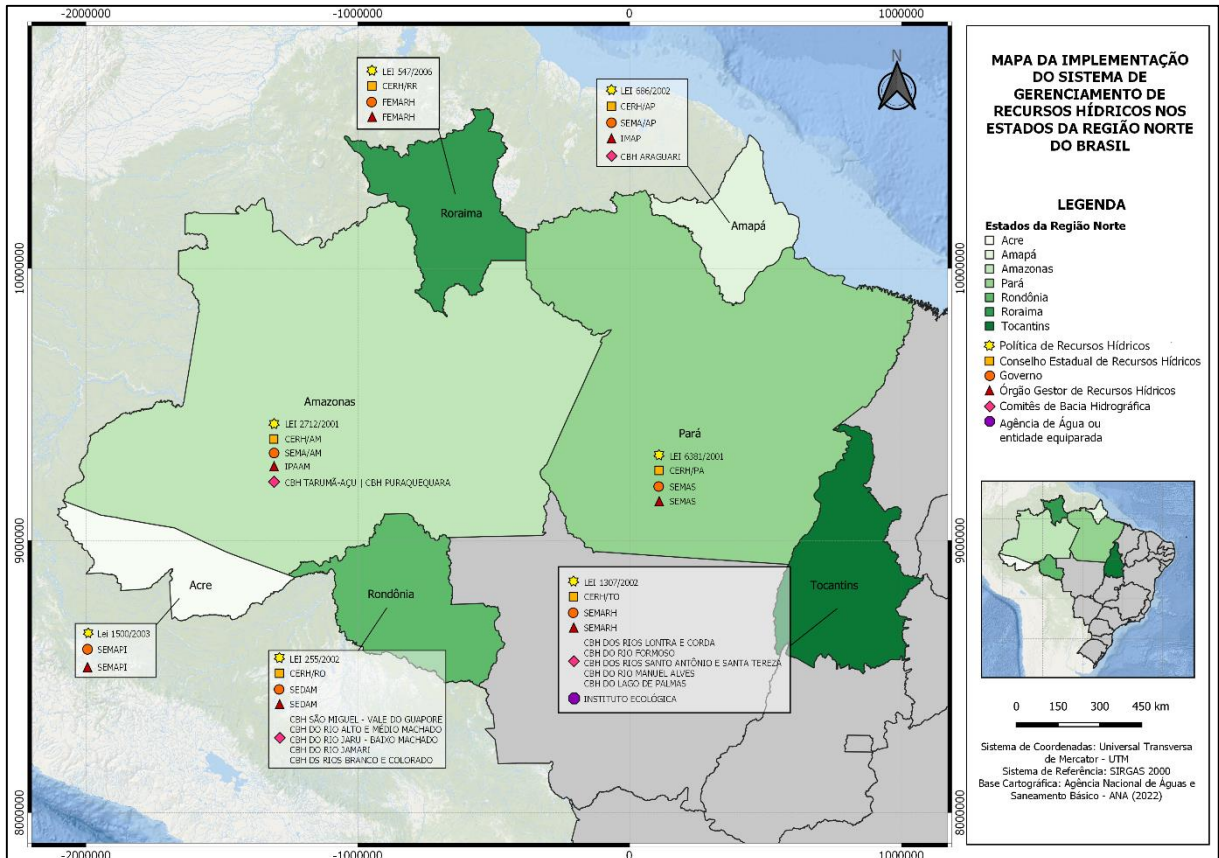 -2000000
-1000000
0
1000000
10000000
9000000
8000000
10000000
9000000
8000000
-2000000
-1000000
0
1000000
N
LEI 547/2006
CERH/RR
FEMARH
FEMARH
LEI 686/2002
CERH/AP
SEMA/AP
IMAP
CBH ARAGUARI
Roraima
Amapá
Amazonas
LEI 2712/2001
CERH/AM
SEMA/AM
IPAAM
CBH TARUMÃ-AÇU | CBH PURAQUEQUARA
Pará
LEI 6381/2001
CERH/PA
SEMAS
SEMAS
Acre
Rondônia
Tocantins
Lei 1500/2003
SEMAPI
SEMAPI
LEI 255/2002
CERH/RO
SEDAM
SEDAM
CBH SÃO MIGUEL - VALE DO GUAPORE
CBH DO RIO ALTO E MÉDIO MACHADO
CBH DO RIO JARU - BAIXO MACHADO
CBH DO RIO JAMARI
CBH DS RIOS BRANCO E COLORADO
LEI 1307/2002
CERH/TO
SEMARH
SEMARH
CBH DOS RIOS LONTRA E CORDA
CBH DO RIO FORMOSO
CBH DOS RIOS SANTO ANTÔNIO E SANTA TEREZA
CBH DO RIO MANUEL ALVES
CBH DO LAGO DE PALMAS
INSTITUTO ECOLÓGICA
MAPA DA IMPLEMENTAÇÃO
DO SISTEMA DE
GERENCIAMENTO DE
RECURSOS HÍDRICOS NOS
ESTADOS DA REGIÃO NORTE
DO BRASIL
LEGENDA
Estados da Região Norte
Acre
Amapá
Amazonas
Pará
Rondônia
Roraima
Tocantins
Política de Recursos Hídricos
Conselho Estadual de Recursos Hídricos
Governo
Órgão Gestor de Recursos Hídricos
Comitês de Bacia Hidrográfica
Agência de Água ou
entidade equiparada
0 150 300 450 km
Sistema de Coordenadas: Universal Transversa
de Mercator - UTM
Sistema de Referência: SIRGAS 2000
Base Cartográfica: Agência Nacional de Águas e
Saneamento Básico - ANA (2022)